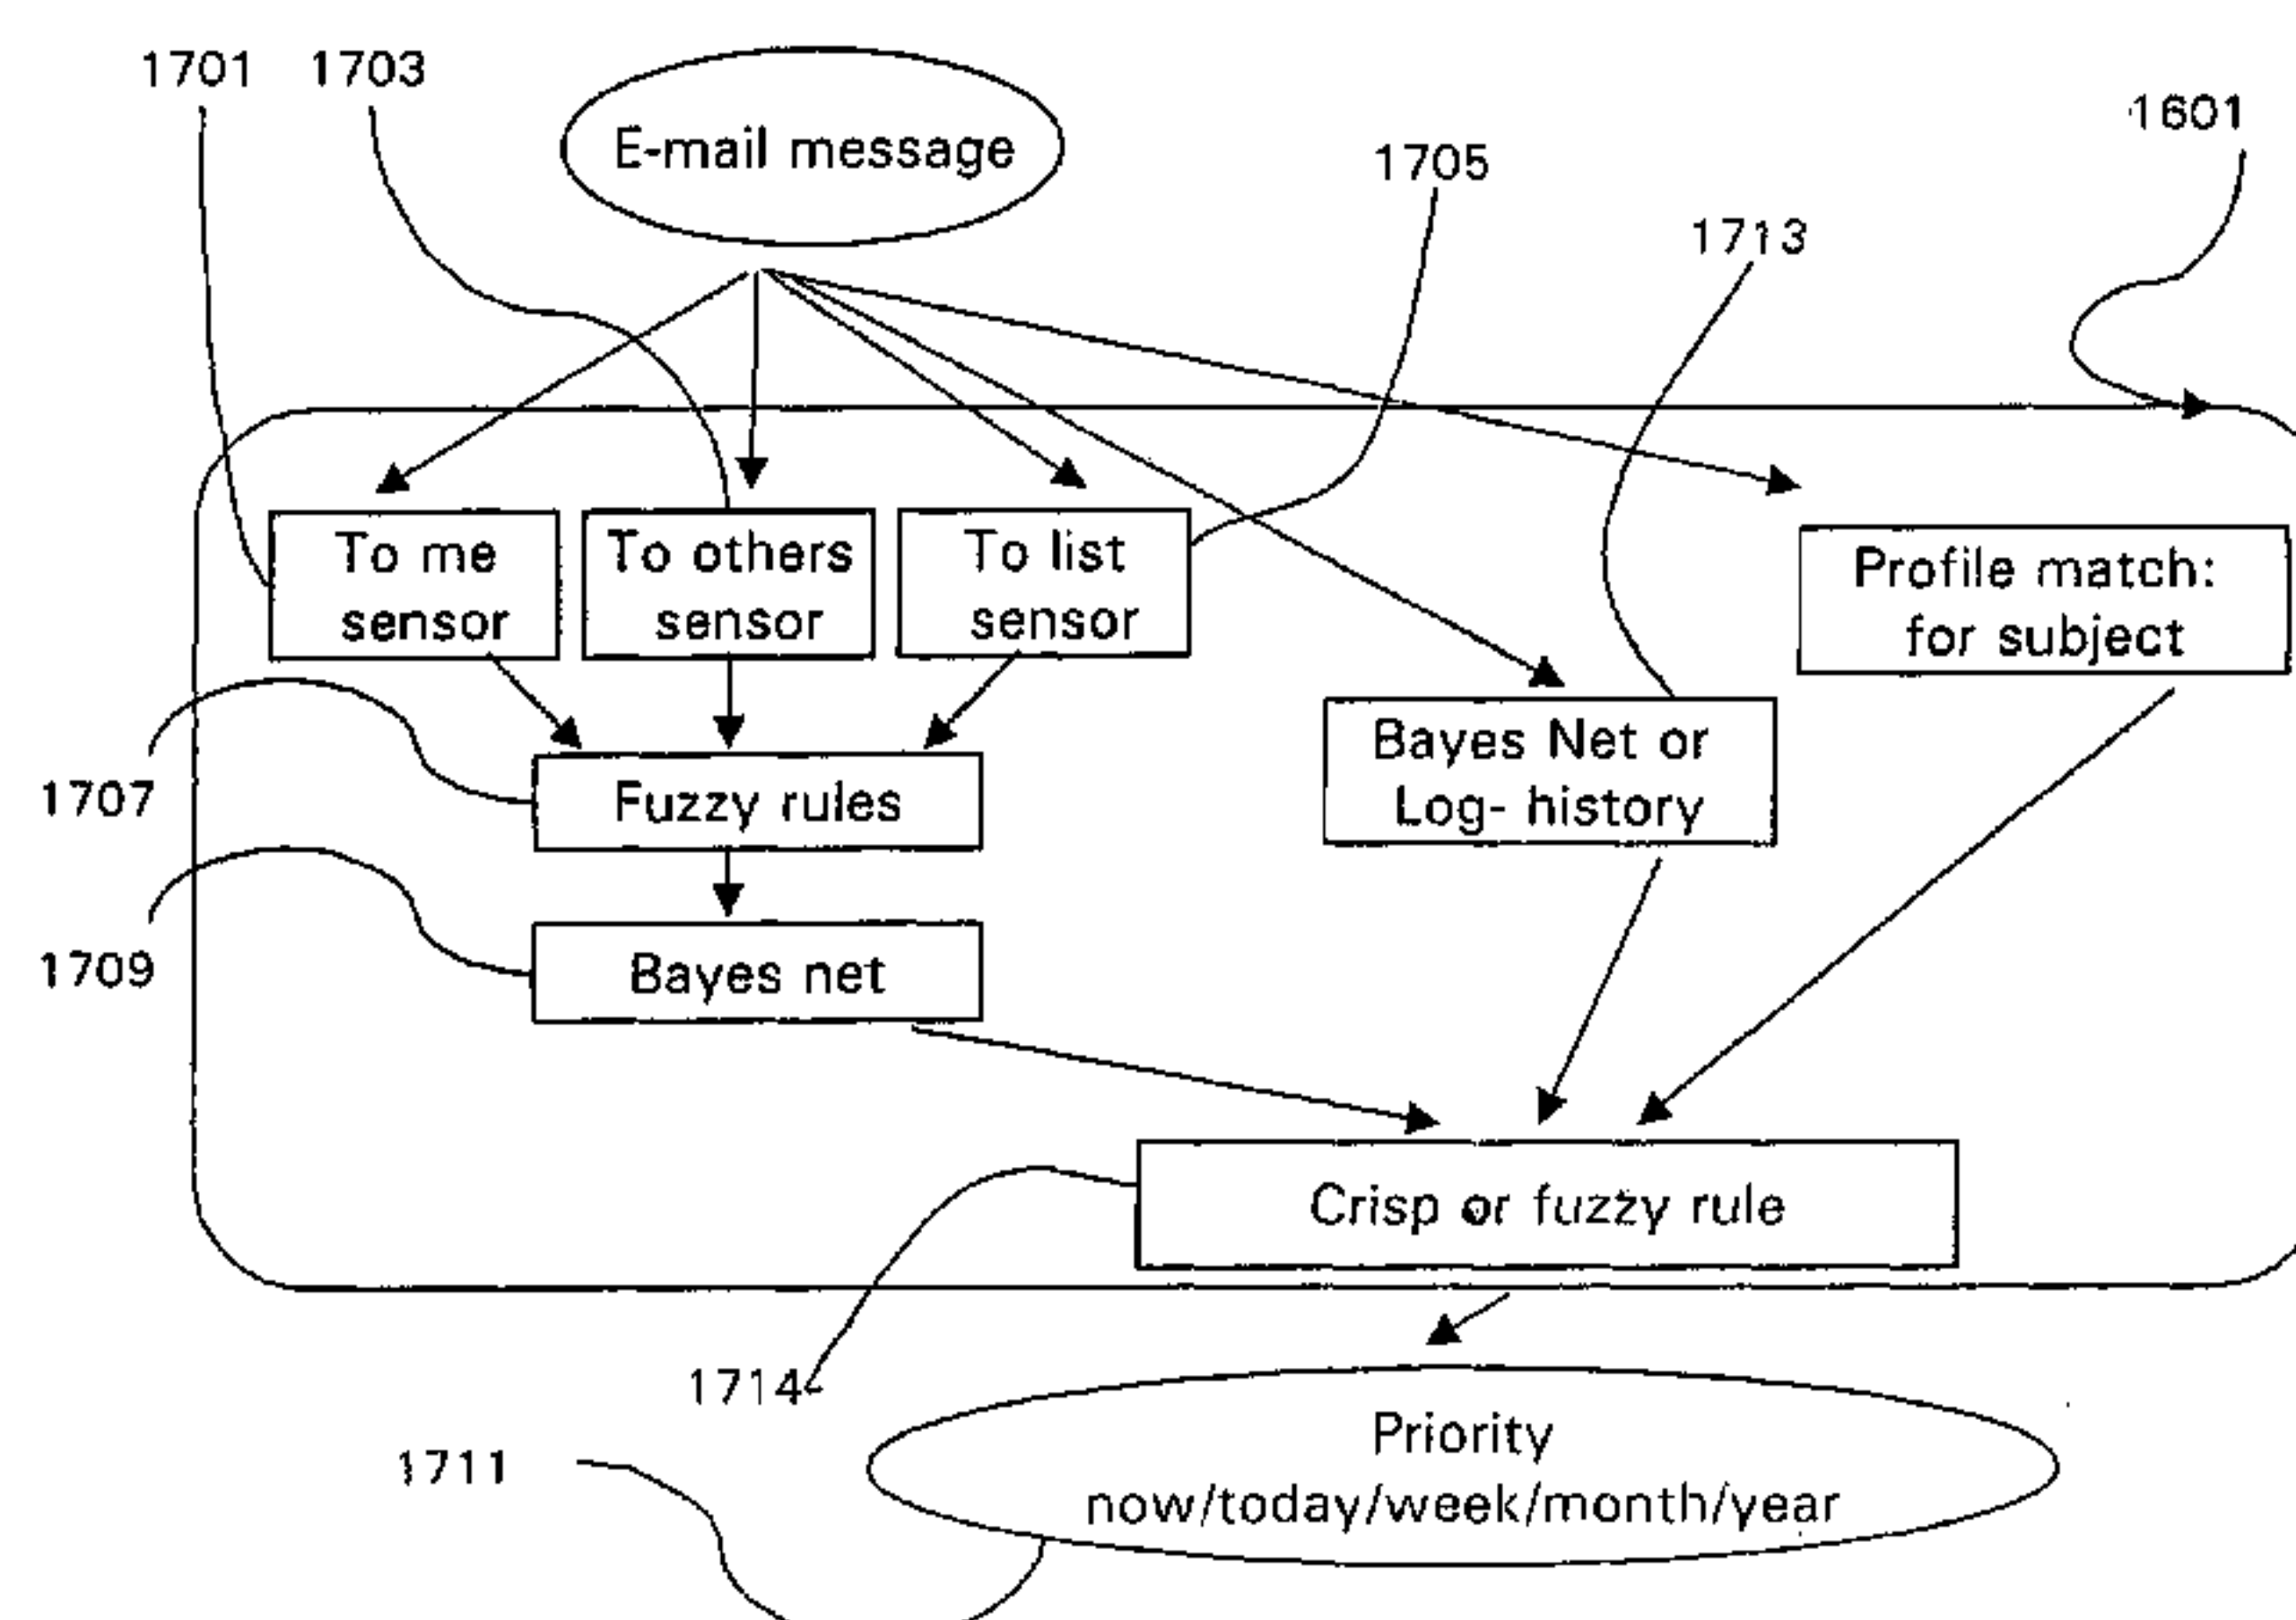 1701 1703
E-mail message
1601
1705
1713
To me
sensor
To others
sensor
To list
sensor
Profile match:
for subject
Bayes Net or
Log- history
1707
Fuzzy rules
1709
Bayes net
Crisp or fuzzy rule
1714
1711
Priority
now/today/week/month/year